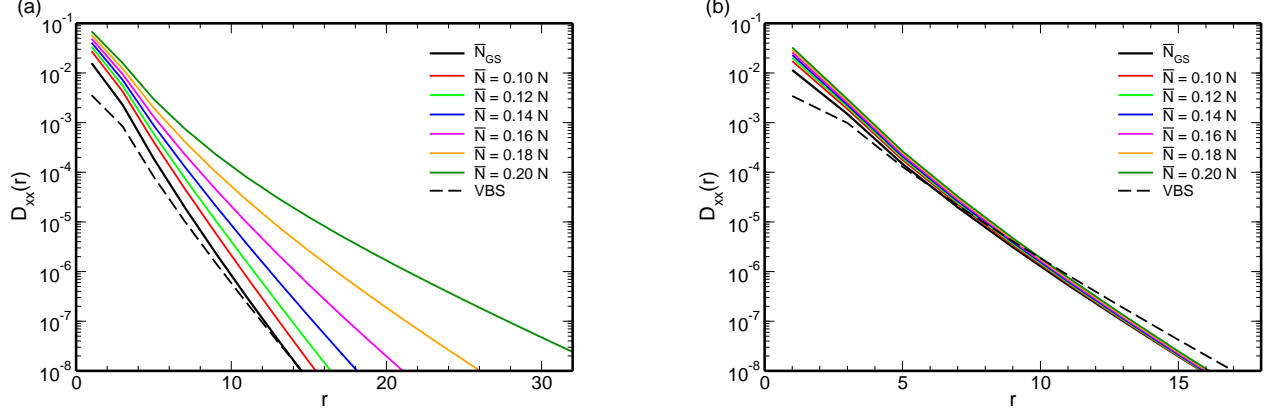 (a)
10^-1
10^-2
10^-3
10^-4
10^-5
10^-6
10^-7
10^-8
D_xx(r)
0 10 20 30
r
N̅_GS
N̅ = 0.10 N
N̅ = 0.12 N
N̅ = 0.14 N
N̅ = 0.16 N
N̅ = 0.18 N
N̅ = 0.20 N
VBS
(b)
10^-1
10^-2
10^-3
10^-4
10^-5
10^-6
10^-7
10^-8
D_xx(r)
0 5 10 15
r
N̅_GS
N̅ = 0.10 N
N̅ = 0.12 N
N̅ = 0.14 N
N̅ = 0.16 N
N̅ = 0.18 N
N̅ = 0.20 N
VBS